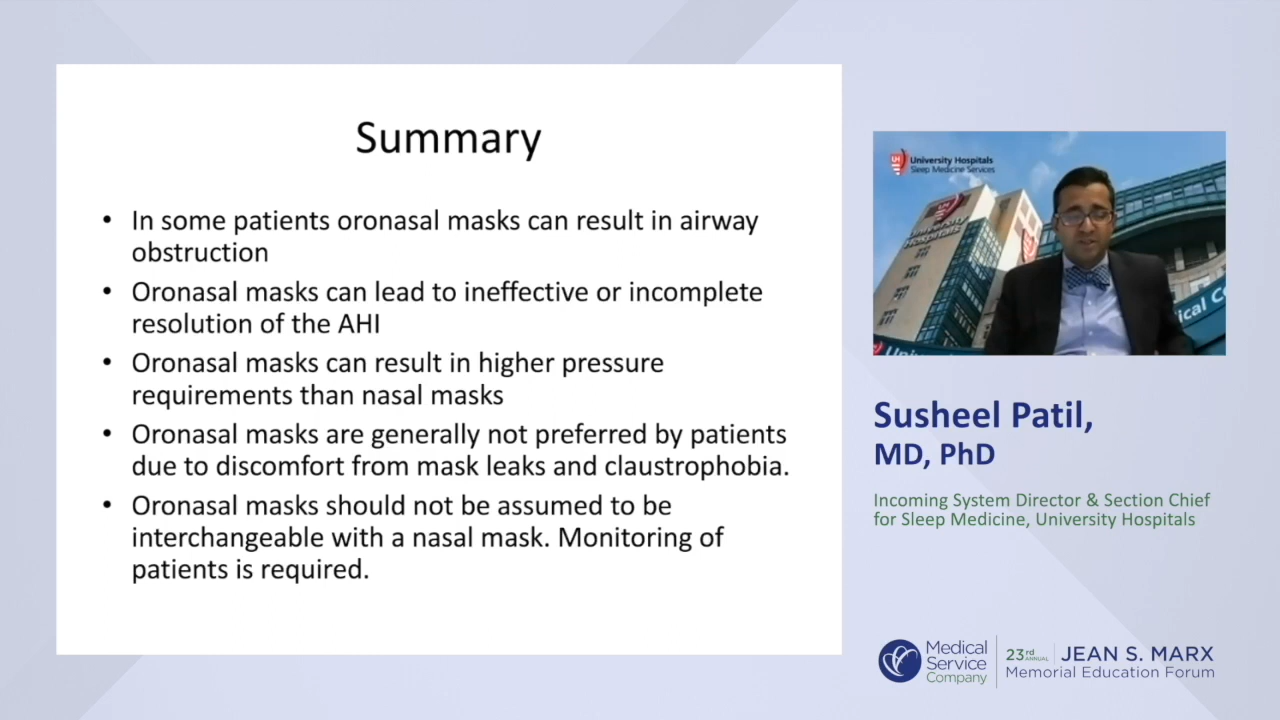 Summary
• In some patients oronasal masks can result in airway
obstruction
• Oronasal masks can lead to ineffective or incomplete
resolution of the AHI
• Oronasal masks can result in higher pressure
requirements than nasal masks
• Oronasal masks are generally not preferred by patients
due to discomfort from mask leaks and claustrophobia.
• Oronasal masks should not be assumed to be
interchangeable with a nasal mask. Monitoring of
patients is required.
UH University Hospitals
Sleep Medicine Services
University
Hospitals
ical C
Susheel Patil,
MD, PhD
Incoming System Director & Section Chief
for Sleep Medicine, University Hospitals
Medical
Service
Company
23rd ANNUAL JEAN S. MARX
Memorial Education Forum